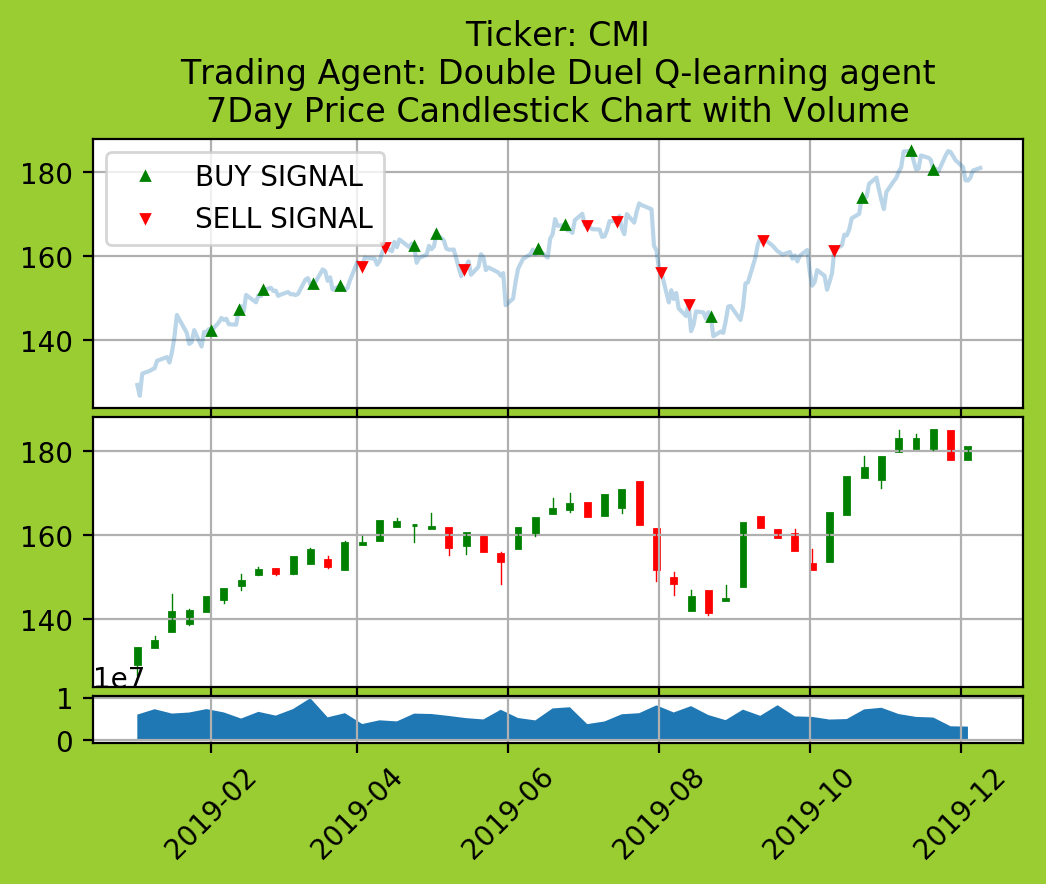 Ticker: CMI
Trading Agent: Double Duel Q-learning agent
7Day Price Candlestick Chart with Volume
BUY SIGNAL
SELL SIGNAL
180
160
140
180
160
140
1e7
1
0
2019-02
2019-04
2019-06
2019-08
2019-10
2019-12